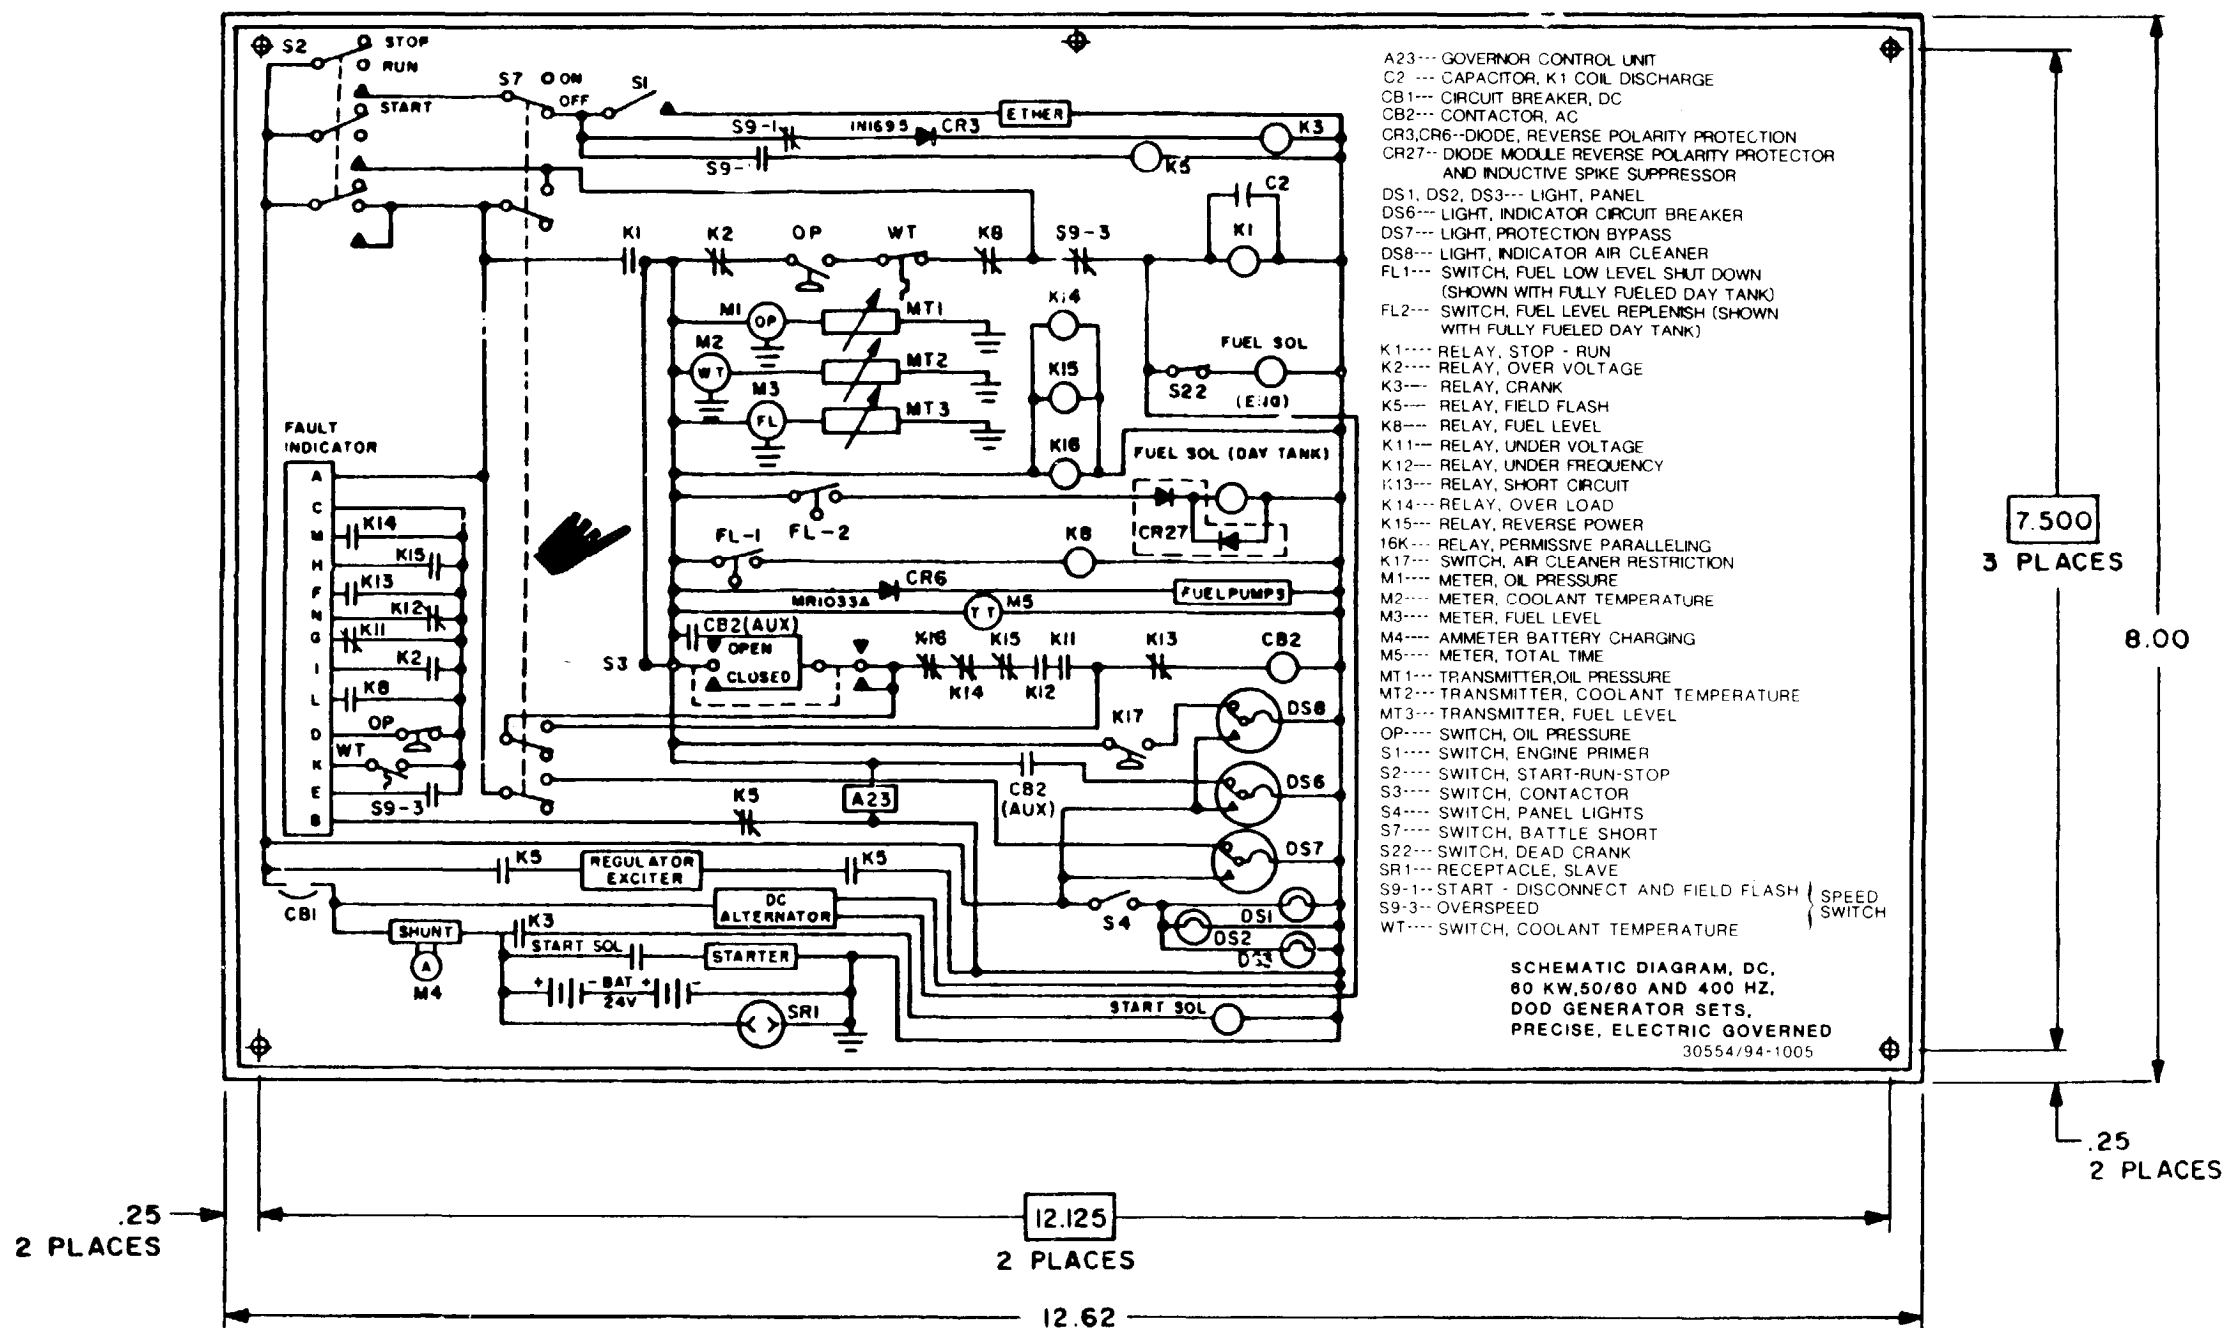 S2
STOP
RUN
START
S7
ON
OFF
S1
ETHER
S9-1
1N1695
CR3
K3
S9-
K5
C2
K1
K1
K2
OP
WT
K8
S9-3
M1
OP
MT1
M2
WT
MT2
M3
FL
MT3
K14
K15
K16
FUEL SOL
S22
(ENG)
FUEL SOL (DAY TANK)
FL-2
CR27
FL-1
K8
CR6
MR1033A
FUEL PUMPS
TT
M5
CB2(AUX)
S3
OPEN
CLOSED
K16
K14
K15
K12
K11
K13
CB2
FAULT
INDICATOR
A
C
M
K14
H
K15
F
K13
N
K12
G
K11
I
K2
L
K8
D
OP
K
WT
E
S9-3
B
K5
A23
K17
DS8
CB2
(AUX)
DS6
DS7
K5
REGULATOR
EXCITER
K5
CB1
DC
ALTERNATOR
S4
DS1
DS2
DS3
SHUNT
A
M4
K3
START SOL
STARTER
+
- BAT +
24V
-
SR1
START SOL
A23--- GOVERNOR CONTROL UNIT
C2 --- CAPACITOR, K1 COIL DISCHARGE
CB1--- CIRCUIT BREAKER, DC
CB2--- CONTACTOR, AC
CR3,CR6--DIODE, REVERSE POLARITY PROTECTION
CR27-- DIODE MODULE REVERSE POLARITY PROTECTOR
AND INDUCTIVE SPIKE SUPPRESSOR
DS1, DS2, DS3--- LIGHT, PANEL
DS6--- LIGHT, INDICATOR CIRCUIT BREAKER
DS7--- LIGHT, PROTECTION BYPASS
DS8--- LIGHT, INDICATOR AIR CLEANER
FL1--- SWITCH, FUEL LOW LEVEL SHUT DOWN
(SHOWN WITH FULLY FUELED DAY TANK)
FL2--- SWITCH, FUEL LEVEL REPLENISH (SHOWN
WITH FULLY FUELED DAY TANK)
K1---- RELAY, STOP - RUN
K2---- RELAY, OVER VOLTAGE
K3---- RELAY, CRANK
K5---- RELAY, FIELD FLASH
K8---- RELAY, FUEL LEVEL
K11--- RELAY, UNDER VOLTAGE
K12--- RELAY, UNDER FREQUENCY
K13--- RELAY, SHORT CIRCUIT
K14--- RELAY, OVER LOAD
K15--- RELAY, REVERSE POWER
16K--- RELAY, PERMISSIVE PARALLELING
K17--- SWITCH, AIR CLEANER RESTRICTION
M1---- METER, OIL PRESSURE
M2---- METER, COOLANT TEMPERATURE
M3---- METER, FUEL LEVEL
M4---- AMMETER BATTERY CHARGING
M5---- METER, TOTAL TIME
MT1--- TRANSMITTER,OIL PRESSURE
MT2--- TRANSMITTER, COOLANT TEMPERATURE
MT3--- TRANSMITTER, FUEL LEVEL
OP---- SWITCH, OIL PRESSURE
S1---- SWITCH, ENGINE PRIMER
S2---- SWITCH, START-RUN-STOP
S3---- SWITCH, CONTACTOR
S4---- SWITCH, PANEL LIGHTS
S7---- SWITCH, BATTLE SHORT
S22--- SWITCH, DEAD CRANK
SR1--- RECEPTACLE, SLAVE
S9-1-- START - DISCONNECT AND FIELD FLASH
S9-3-- OVERSPEED
SPEED
SWITCH
WT---- SWITCH, COOLANT TEMPERATURE
SCHEMATIC DIAGRAM, DC,
60 KW,50/60 AND 400 HZ,
DOD GENERATOR SETS,
PRECISE, ELECTRIC GOVERNED
30554/94-1005
7.500
3 PLACES
8.00
.25
2 PLACES
.25
2 PLACES
12.125
2 PLACES
12.62